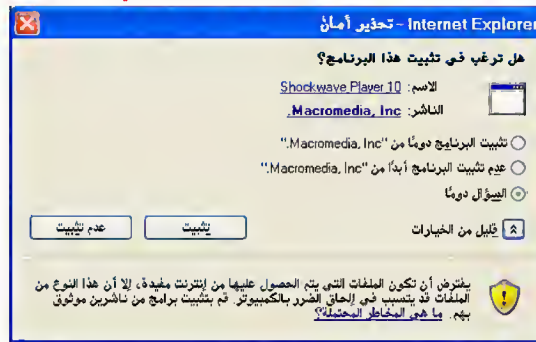 Internet Explorer - تحذير أمان
هل ترغب في تثبيت هذا البرنامج؟
الاسم: Shockwave Player 10
الناشر: Macromedia, Inc.
تثبيت البرنامج دومًا من "Macromedia, Inc."
عدم تثبيت البرنامج أبدًا من "Macromedia, Inc."
السؤال دومًا
قليل من الخيارات تثبيت عدم تثبيت
يفترض أن تكون الملفات التي يتم الحصول عليها من إنترنت مفيدة، إلا أن هذا النوع من
الملفات قد يتسبب في إلحاق الضرر بالكمبيوتر. قم بتثبيت برامج من ناشرين موثوق
بهم. ما هي المخاطر المحتملة؟